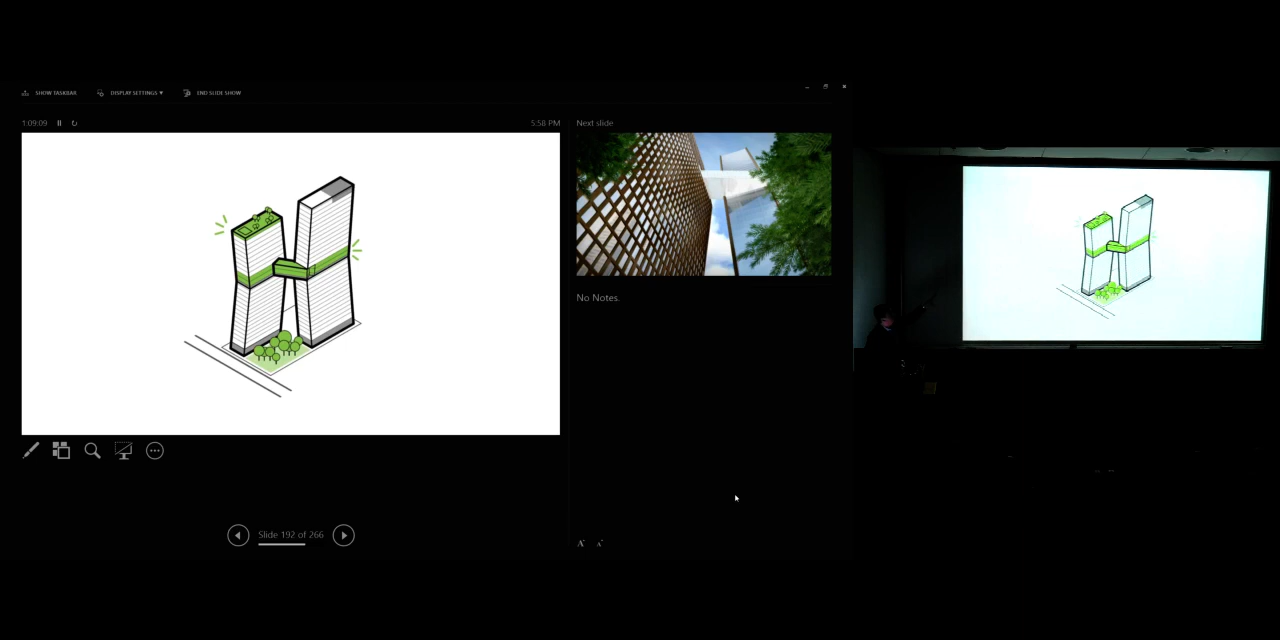 SHOW TASKBAR
DISPLAY SETTINGS ▾
END SLIDE SHOW
1:09:09
5:58 PM
Next slide
No Notes.
Slide 192 of 266
A
A